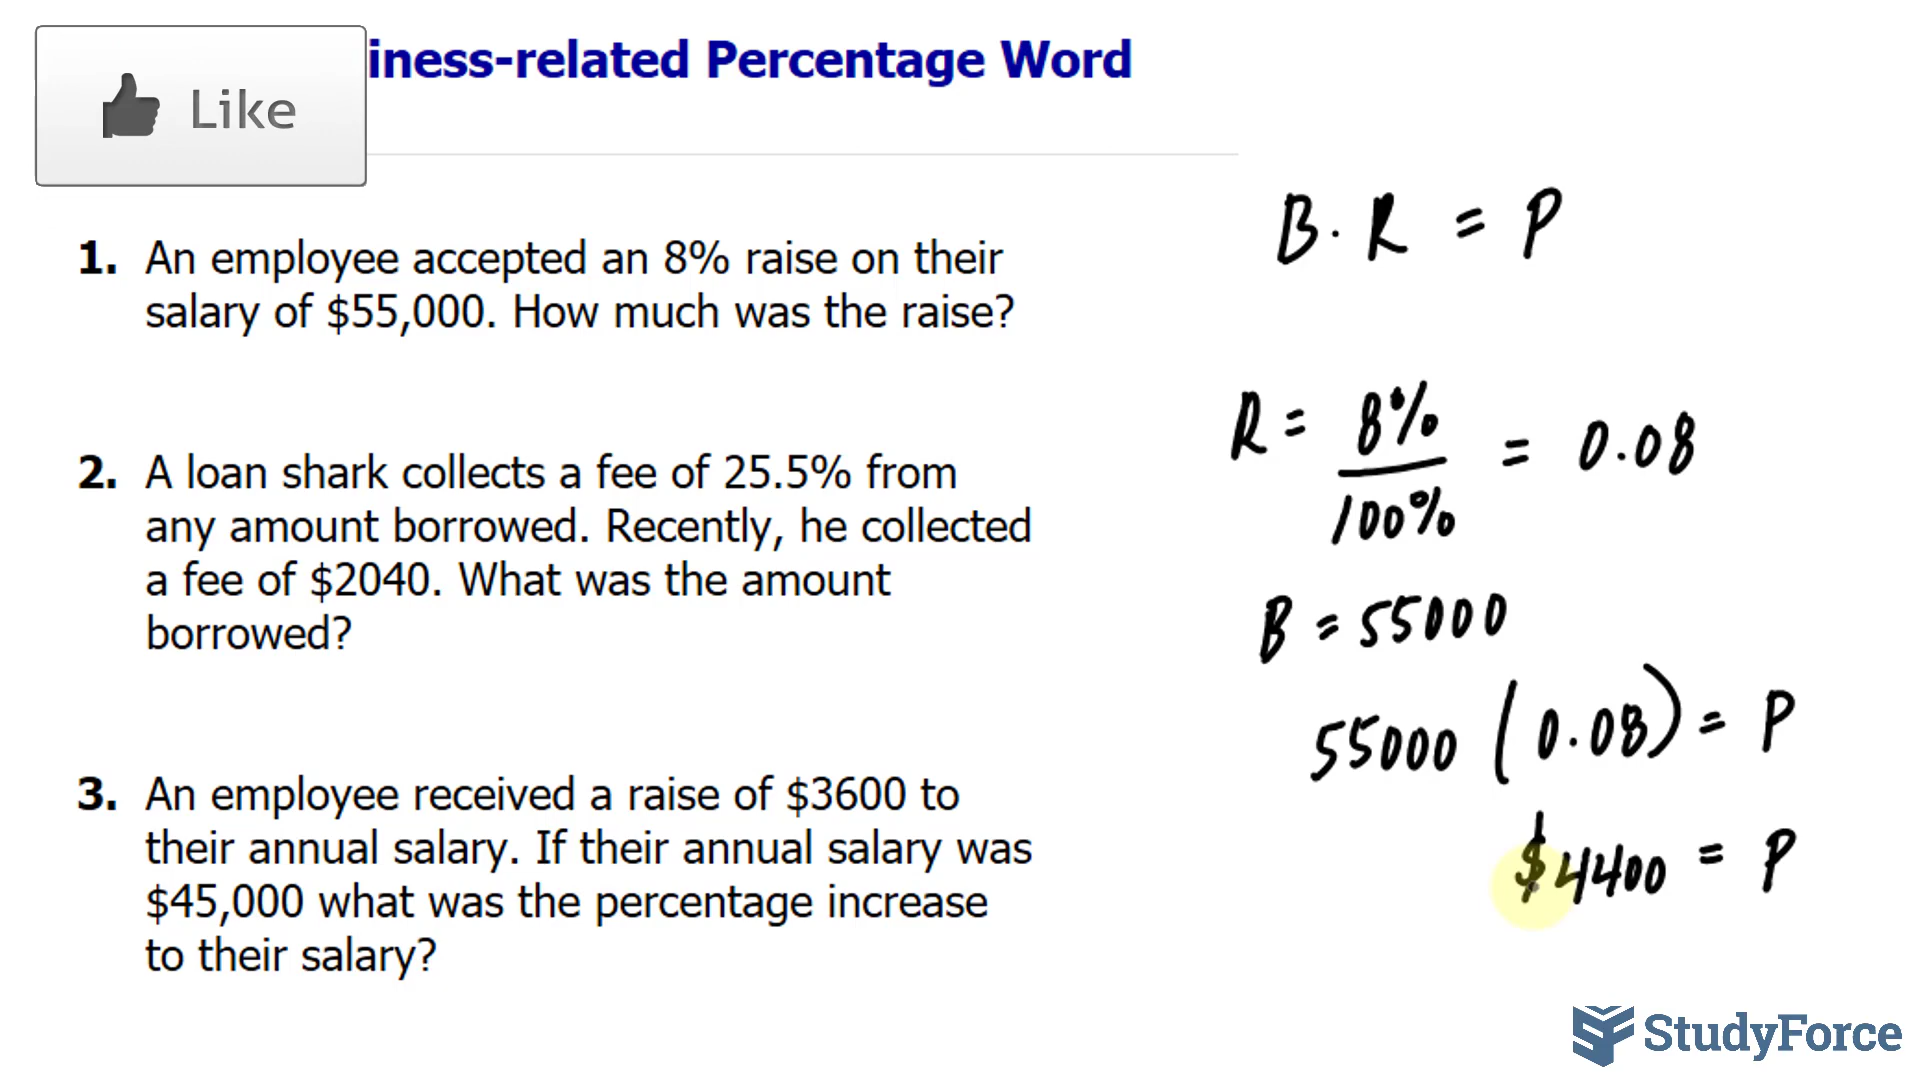 Like
iness-related Percentage Word
1. An employee accepted an 8% raise on their
salary of $55,000. How much was the raise?
2. A loan shark collects a fee of 25.5% from
any amount borrowed. Recently, he collected
a fee of $2040. What was the amount
borrowed?
3. An employee received a raise of $3600 to
their annual salary. If their annual salary was
$45,000 what was the percentage increase
to their salary?
B · R = P
R = 8% / 100% = 0.08
B = 55000
55000 (0.08) = P
$4400 = P
StudyForce